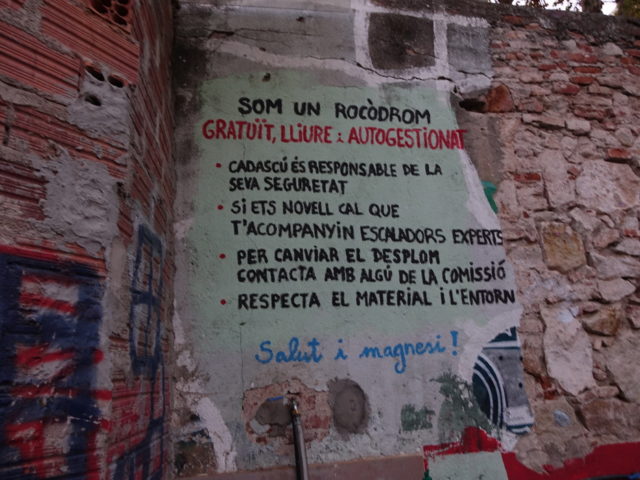 SOM UN ROCÒDROM
GRATUÏT, LLIURE i AUTOGESTIONAT
• CADASCÚ ÉS RESPONSABLE DE LA
SEVA SEGURETAT
• SI ETS NOVELL CAL QUE
T'ACOMPANYIN ESCALADORS EXPERTS
• PER CANVIAR EL DESPLOM
CONTACTA AMB ALGÚ DE LA COMISSIÓ
• RESPECTA EL MATERIAL i L'ENTORN
Salut i magnesi!